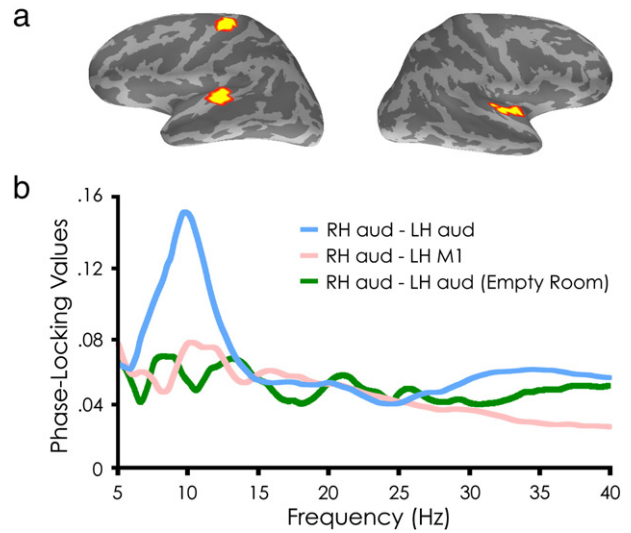 a
b
Phase-Locking Values
.16
.12
.08
.04
0
RH aud - LH aud
RH aud - LH M1
RH aud - LH aud (Empty Room)
5 10 15 20 25 30 35 40
Frequency (Hz)